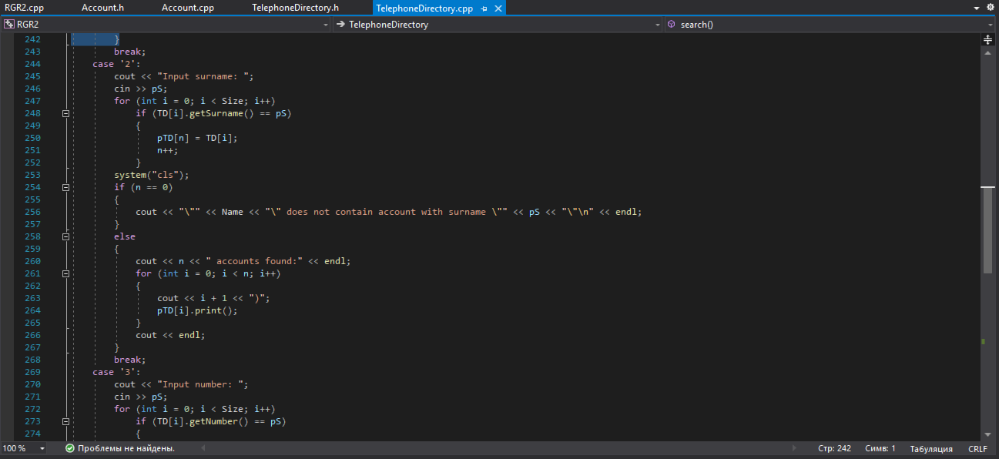 RGR2.cpp Account.h Account.cpp TelephoneDirectory.h TelephoneDirectory.cpp
RGR2 TelephoneDirectory search()
242 }
243 break;
244 case '2':
245 cout << "Input surname: ";
246 cin >> pS;
247 for (int i = 0; i < Size; i++)
248 if (TD[i].getSurname() == pS)
249 {
250 pTD[n] = TD[i];
251 n++;
252 }
253 system("cls");
254 if (n == 0)
255 {
256 cout << "\"" << Name << "\" does not contain account with surname \"" << pS << "\"\n" << endl;
257 }
258 else
259 {
260 cout << n << " accounts found:" << endl;
261 for (int i = 0; i < n; i++)
262 {
263 cout << i + 1 << ")";
264 pTD[i].print();
265 }
266 cout << endl;
267 }
268 break;
269 case '3':
270 cout << "Input number: ";
271 cin >> pS;
272 for (int i = 0; i < Size; i++)
273 if (TD[i].getNumber() == pS)
274 {
100 % Проблемы не найдены. Стр: 242 Симв: 1 Табуляция CRLF